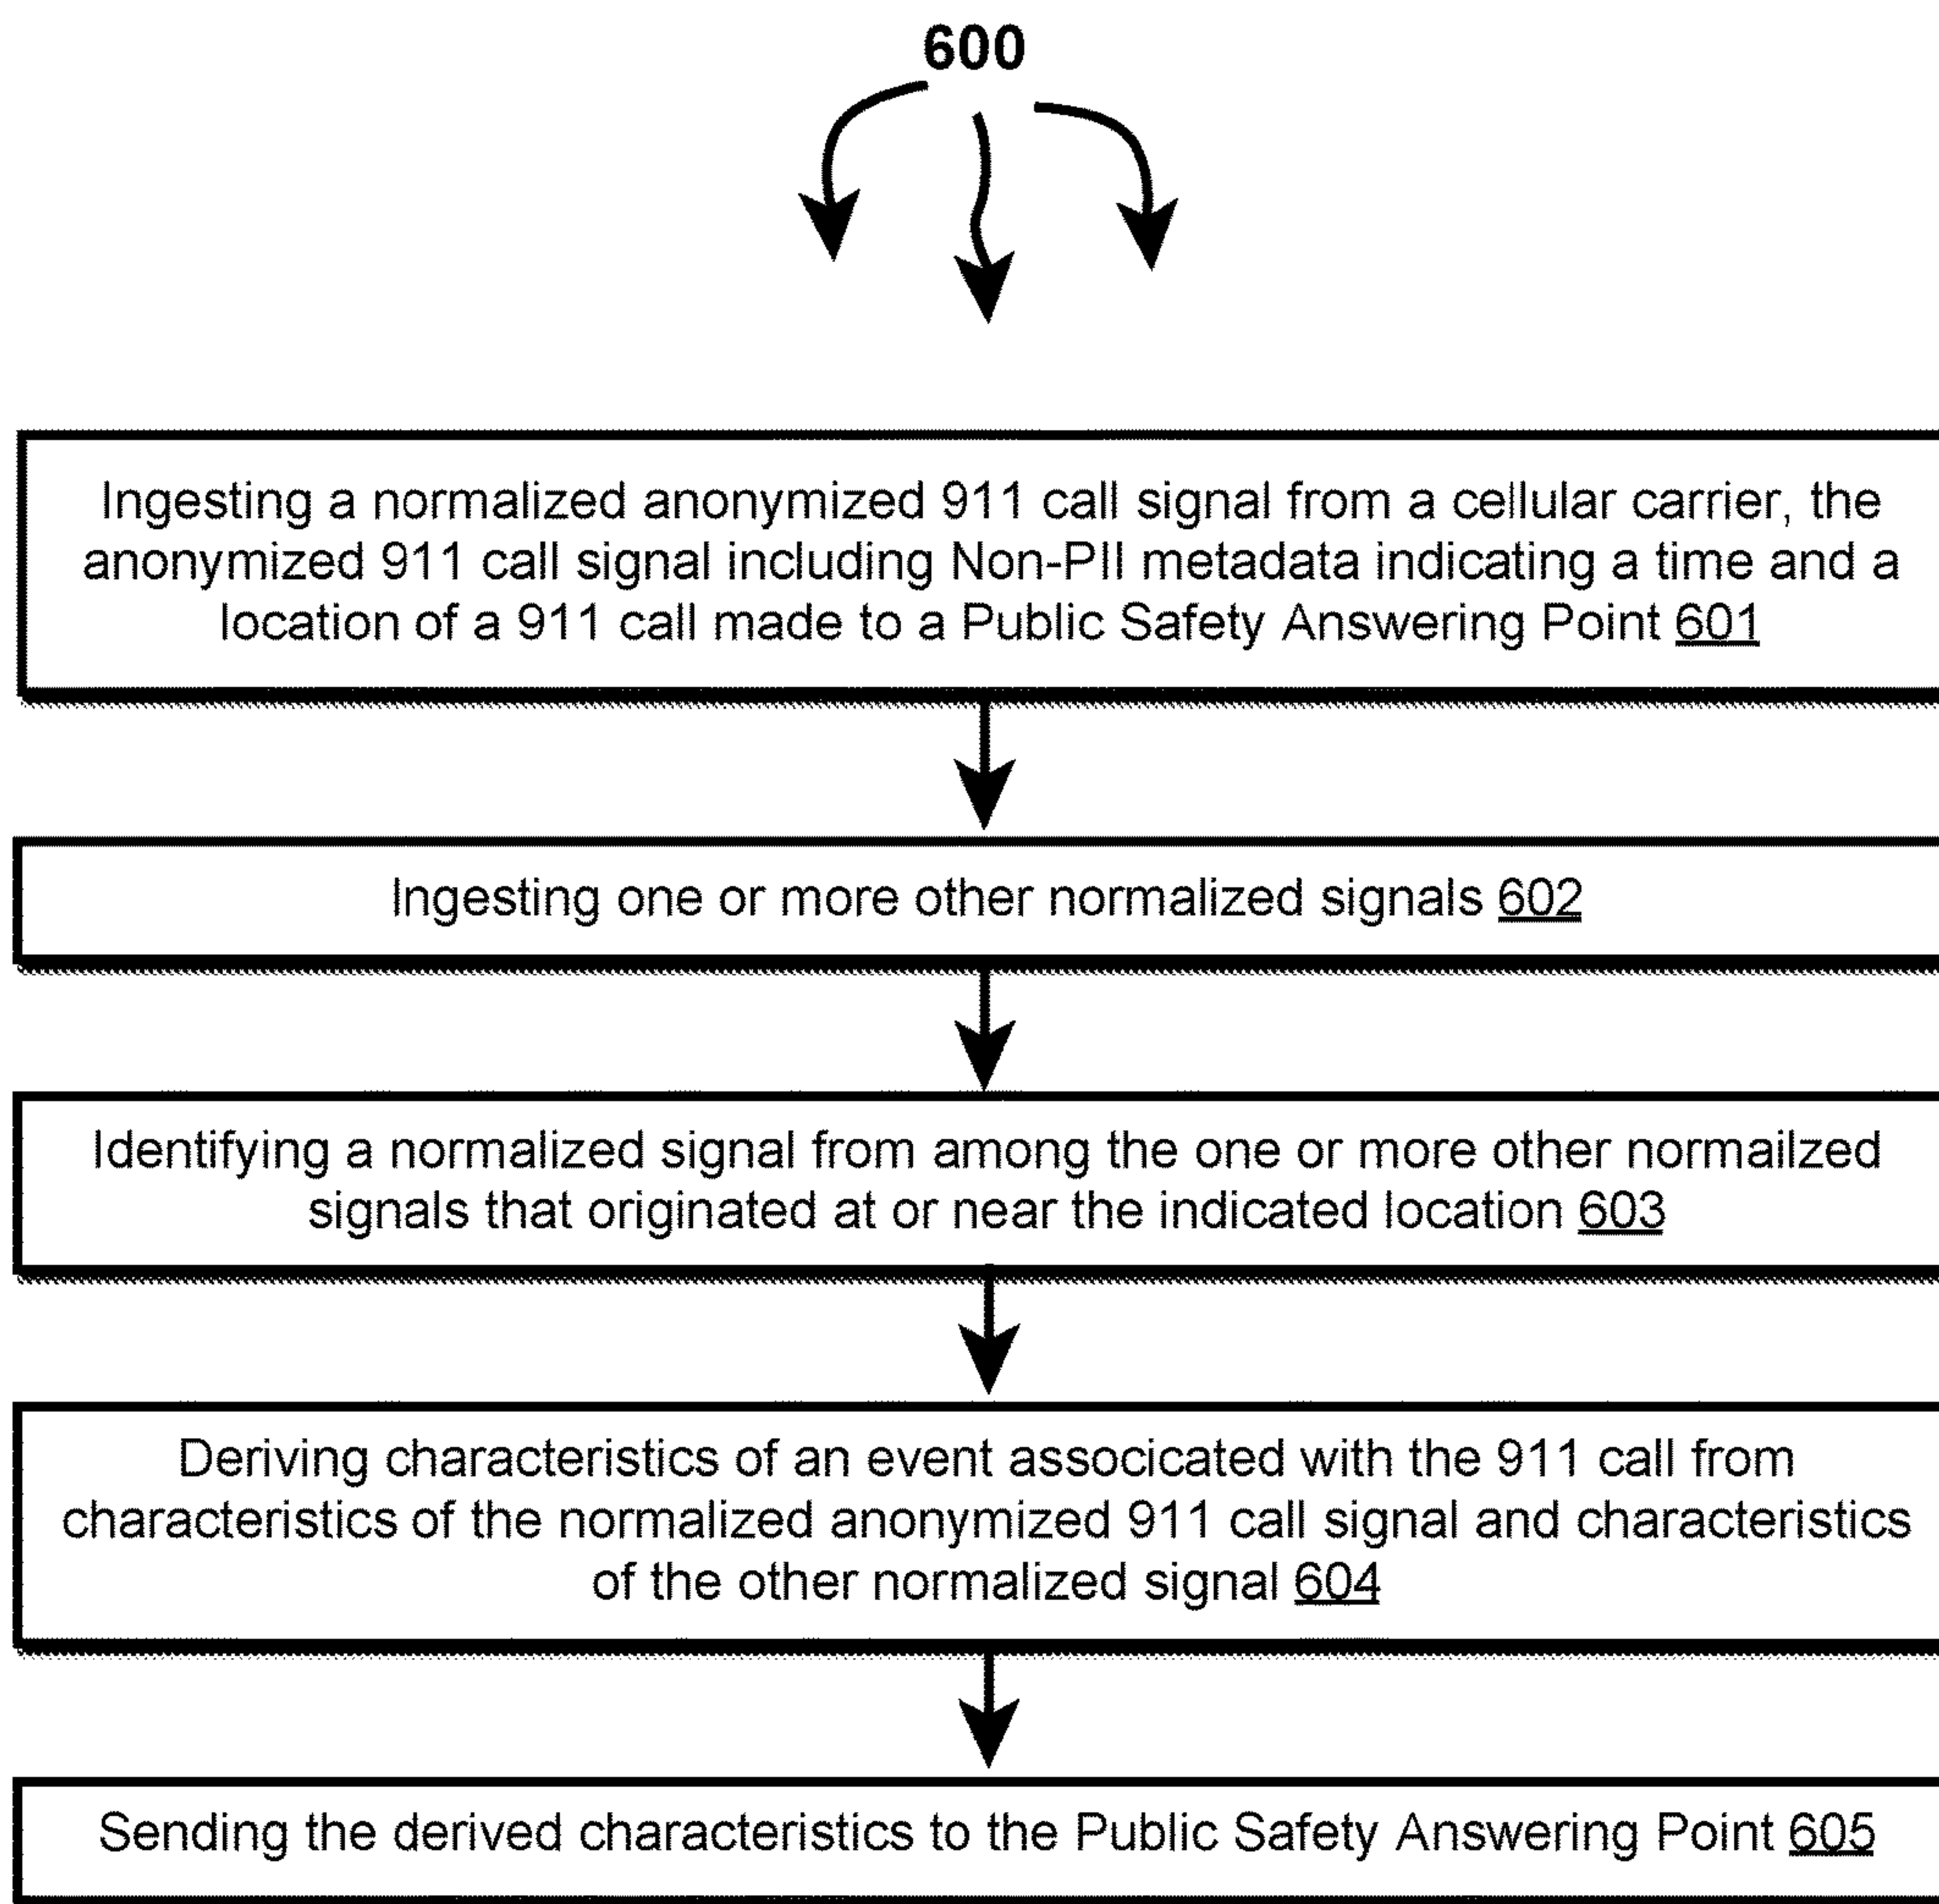 600
Ingesting a normalized anonymized 911 call signal from a cellular carrier, the
anonymized 911 call signal including Non-PII metadata indicating a time and a
location of a 911 call made to a Public Safety Answering Point 601
Ingesting one or more other normalized signals 602
Identifying a normalized signal from among the one or more other normailzed
signals that originated at or near the indicated location 603
Deriving characteristics of an event associcated with the 911 call from
characteristics of the normalized anonymized 911 call signal and characteristics
of the other normalized signal 604
Sending the derived characteristics to the Public Safety Answering Point 605